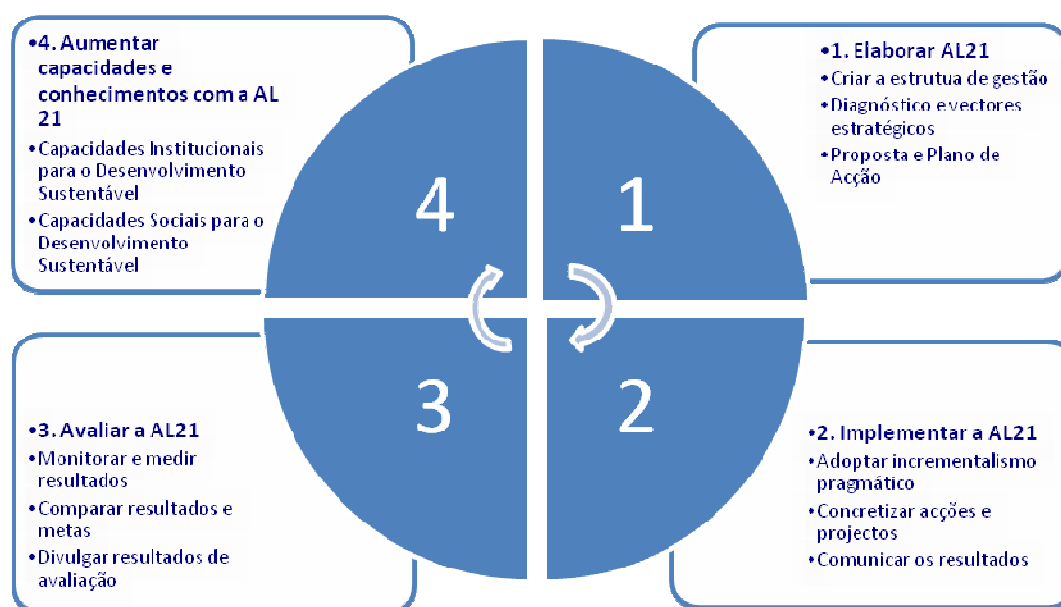 •4. Aumentar
capacidades e
conhecimentos com a AL
21
•Capacidades Institucionais
para o Desenvolvimento
Sustentável
•Capacidades Sociais para o
Desenvolvimento
Sustentável
•1. Elaborar AL21
•Criar a estrutua de gestão
•Diagnóstico e vectores
estratégicos
•Proposta e Plano de
Acção
4
1
3
2
•3. Avaliar a AL21
•Monitorar e medir
resultados
•Comparar resultados e
metas
•Divulgar resultados de
avaliação
•2. Implementar a AL21
•Adoptar incrementalismo
pragmático
•Concretizar acções e
projectos
•Comunicar os resultados